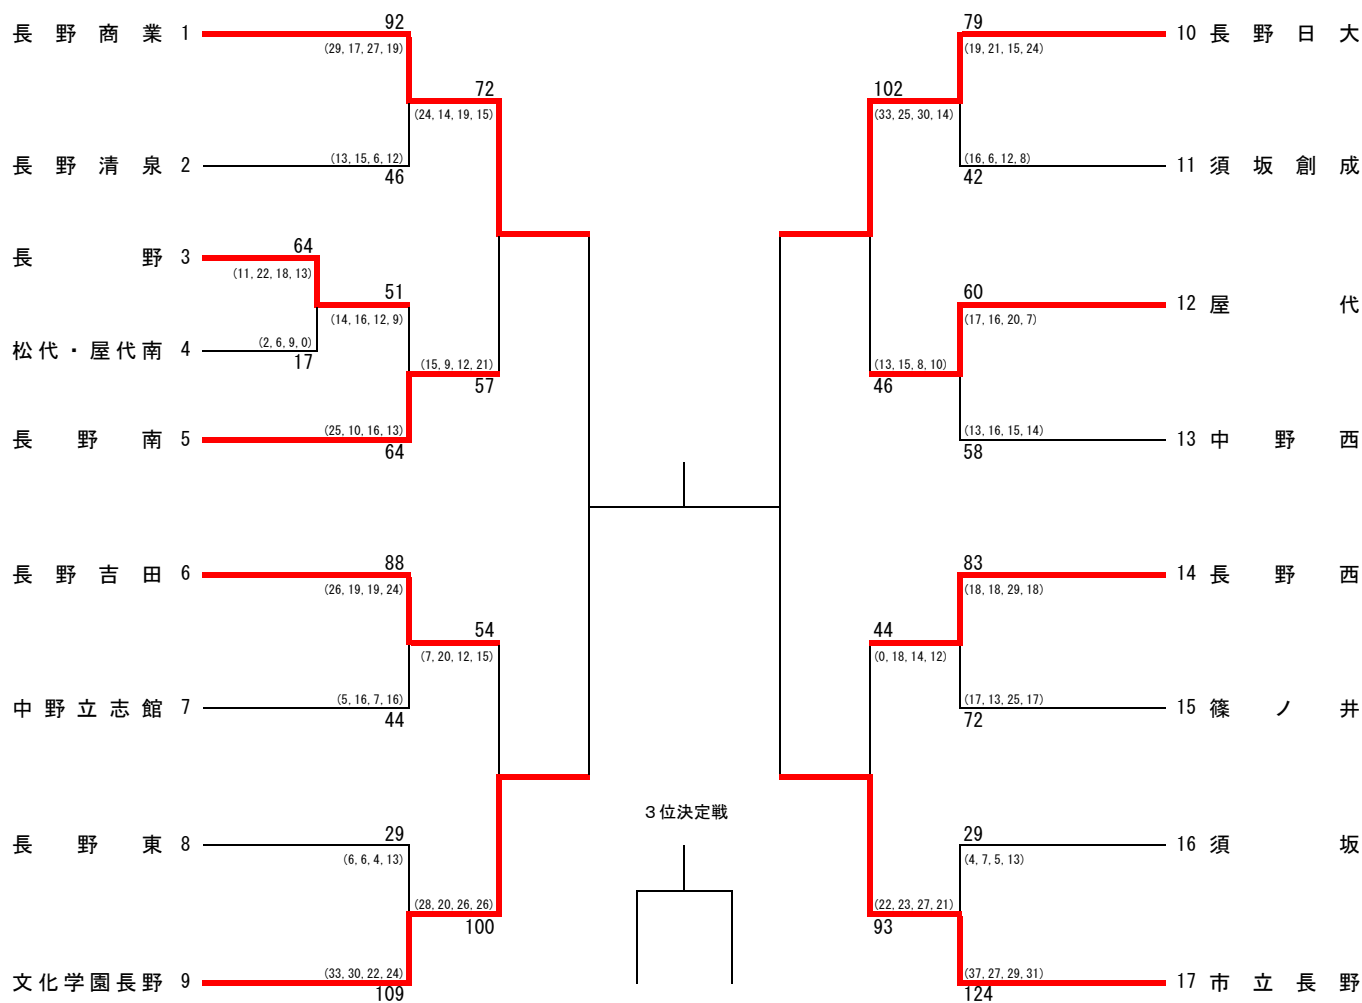 長野商業 1
92
(29, 17, 27, 19)
72
(24, 14, 19, 15)
長野清泉 2
(13, 15, 6, 12)
46
長野 3
64
(11, 22, 18, 13)
51
(14, 16, 12, 9)
松代・屋代南 4
(2, 6, 9, 0)
17
(15, 9, 12, 21)
57
長野南 5
(25, 10, 16, 13)
64
長野吉田 6
88
(26, 19, 19, 24)
54
(7, 20, 12, 15)
中野立志館 7
(5, 16, 7, 16)
44
長野東 8
29
(6, 6, 4, 13)
(28, 20, 26, 26)
100
文化学園長野 9
(33, 30, 22, 24)
109
3位決定戦
79
10 長野日大
(19, 21, 15, 24)
102
(33, 25, 30, 14)
(16, 6, 12, 8)
11 須坂創成
42
60
12 屋代
(17, 16, 20, 7)
(13, 15, 8, 10)
46
(13, 16, 15, 14)
13 中野西
58
83
14 長野西
(18, 18, 29, 18)
44
(0, 18, 14, 12)
(17, 13, 25, 17)
15 篠ノ井
72
29
16 須坂
(4, 7, 5, 13)
(22, 23, 27, 21)
93
(37, 27, 29, 31)
17 市立長野
124